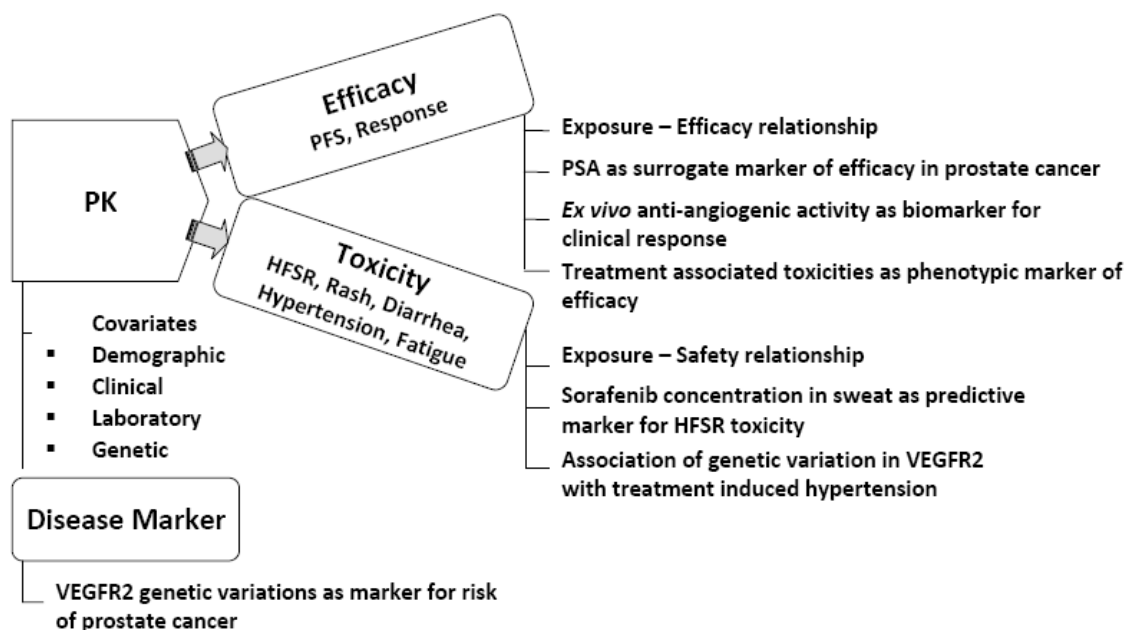 Efficacy
PFS, Response
PK
Toxicity
HFSR, Rash, Diarrhea,
Hypertension, Fatigue
Exposure – Efficacy relationship
PSA as surrogate marker of efficacy in prostate cancer
Ex vivo anti-angiogenic activity as biomarker for
clinical response
Treatment associated toxicities as phenotypic marker of
efficacy
Exposure – Safety relationship
Sorafenib concentration in sweat as predictive
marker for HFSR toxicity
Association of genetic variation in VEGFR2
with treatment induced hypertension
Covariates
▪ Demographic
▪ Clinical
▪ Laboratory
▪ Genetic
Disease Marker
VEGFR2 genetic variations as marker for risk
of prostate cancer